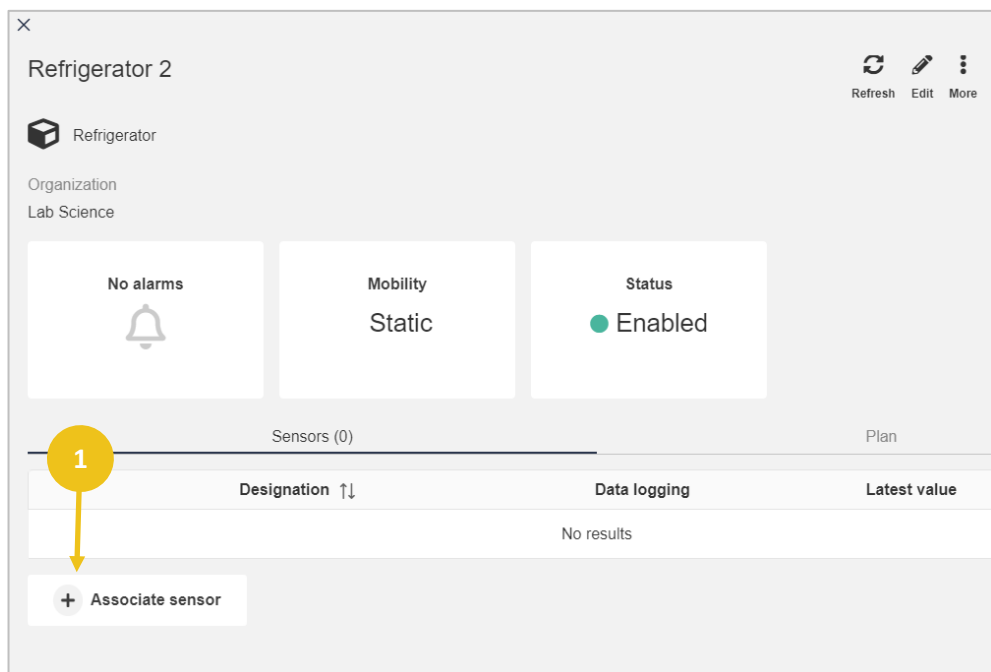 Refrigerator 2
Refresh Edit More
Refrigerator
Organization
Lab Science
No alarms
Mobility
Static
Status
Enabled
Sensors (0) Plan
1
Designation Data logging Latest value
No results
+ Associate sensor